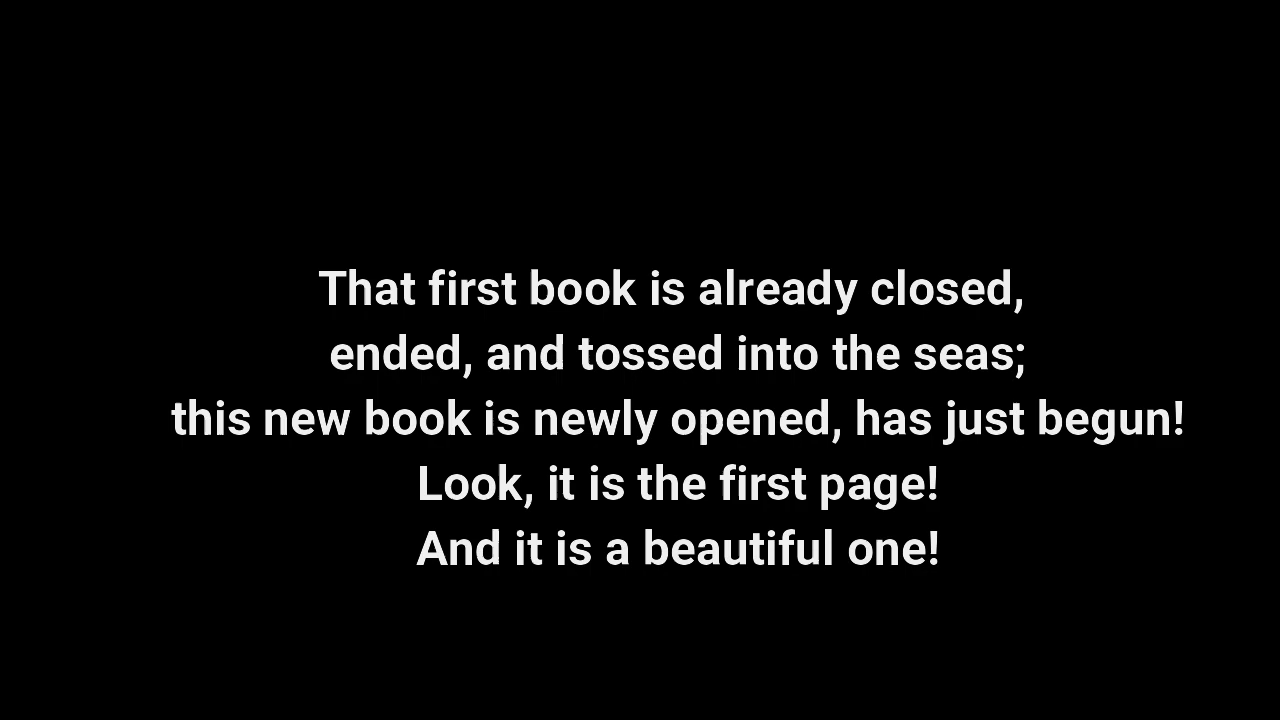 That first book is already closed,
ended, and tossed into the seas;
this new book is newly opened, has just begun!
Look, it is the first page!
And it is a beautiful one!